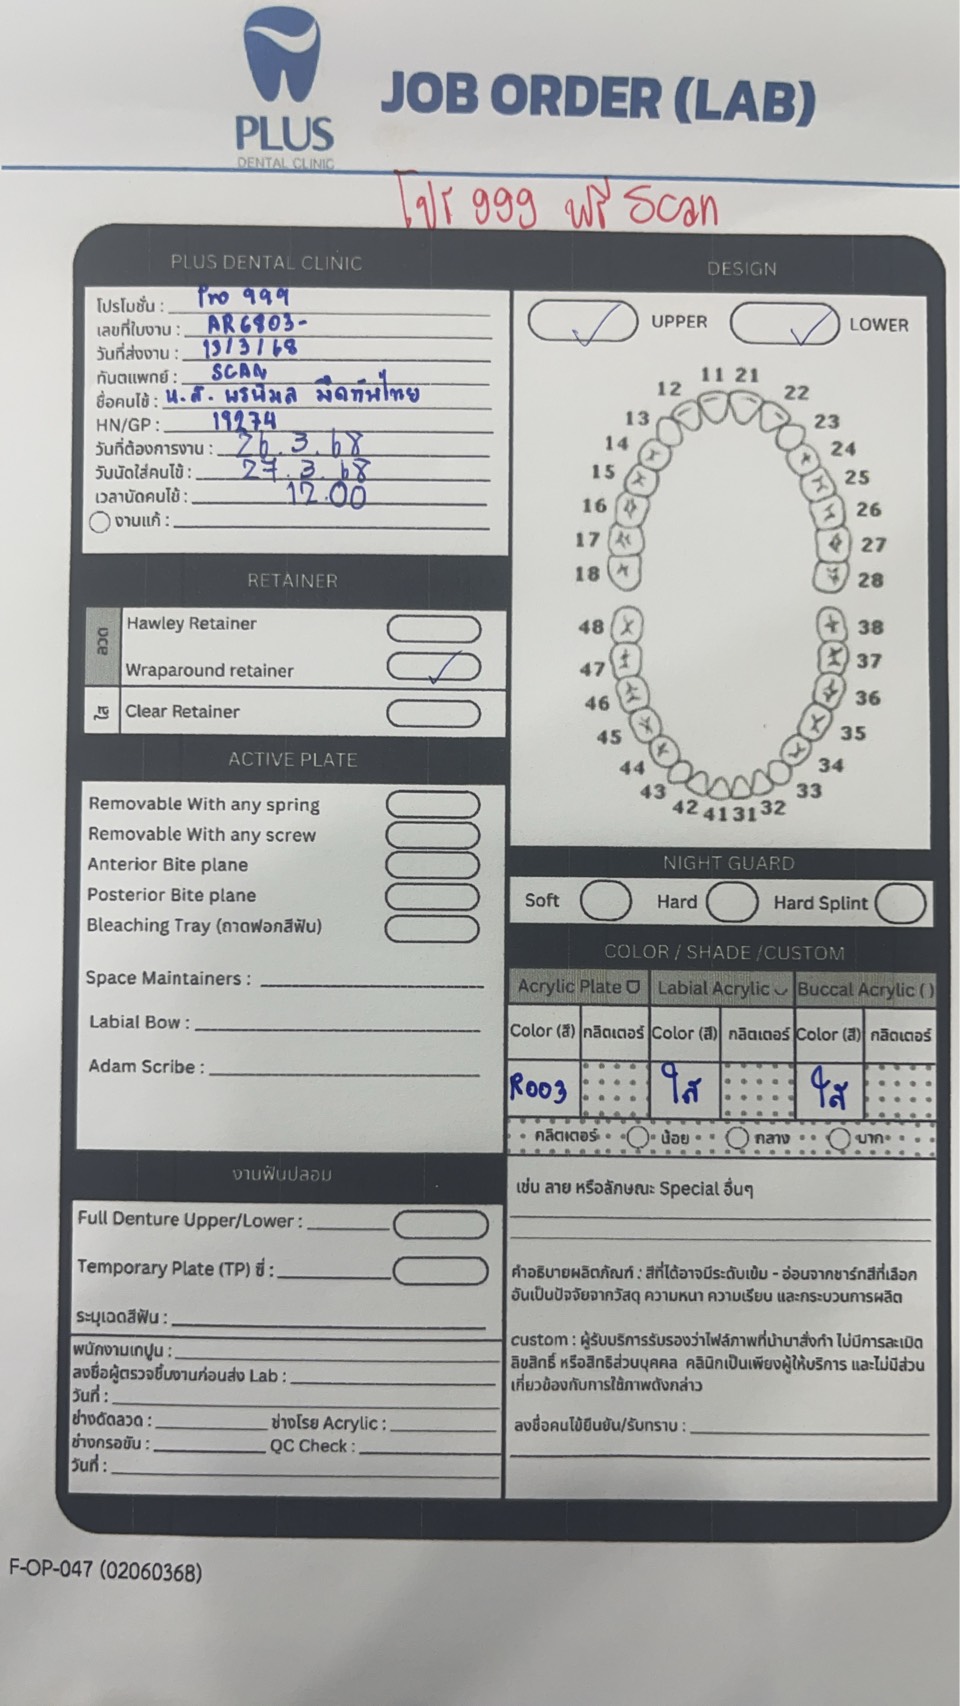 PLUS
DENTAL CLINIC
JOB ORDER (LAB)
โปร 999 ฟรี Scan
PLUS DENTAL CLINIC
โปรโมชั่น : Pro 999
เลขที่ใบงาน : AR6803-
วันที่ส่งงาน : 13/3/68
ทันตแพทย์ : SCAN
ชื่อคนไข้ : น.ส. พรพิมล
HN/GP : 19274
วันที่ต้องการงาน : 26.3.68
วันนัดใส่คนไข้ : 27.3.68
เวลานัดคนไข้ : 12.00
งานแก้ :
RETAINER
ลวด
Hawley Retainer
Wraparound retainer
ใส
Clear Retainer
ACTIVE PLATE
Removable With any spring
Removable With any screw
Anterior Bite plane
Posterior Bite plane
Bleaching Tray (ถาดฟอกสีฟัน)
Space Maintainers :
Labial Bow :
Adam Scribe :
งานฟันปลอม
Full Denture Upper/Lower :
Temporary Plate (TP) ซี่ :
ระบุเฉดสีฟัน :
พนักงานเทปูน :
ลงชื่อผู้ตรวจชิ้นงานก่อนส่ง Lab :
วันที่ :
ช่างดัดลวด : ช่างโรย Acrylic :
ช่างกรอขัด : QC Check :
วันที่ :
DESIGN
UPPER LOWER
11 21
12 22
13 23
14 24
15 25
16 26
17 27
18 28
48 38
47 37
46 36
45 35
44 34
43 33
42 41 31 32
NIGHT GUARD
Soft Hard Hard Splint
COLOR / SHADE /CUSTOM
Acrylic Plate Labial Acrylic Buccal Acrylic ( )
Color (สี) กลิตเตอร์ Color (สี) กลิตเตอร์ Color (สี) กลิตเตอร์
R003 ใส ใส
กลิตเตอร์ น้อย กลาง มาก
เช่น ลาย หรือลักษณะ Special อื่นๆ
คำอธิบายผลิตภัณฑ์ : สีที่ได้อาจมีระดับเข้ม - อ่อนจากชาร์ทสีที่เลือก
อันเป็นปัจจัยจากวัสดุ ความหนา ความเรียบ และกระบวนการผลิต
custom : ผู้รับบริการรับรองว่าไฟล์ภาพที่นำมาสั่งทำ ไม่มีการละเมิด
ลิขสิทธิ์ หรือสิทธิส่วนบุคคล คลินิกเป็นเพียงผู้ให้บริการ และไม่มีส่วน
เกี่ยวข้องกับการใช้ภาพดังกล่าว
ลงชื่อคนไข้ยืนยัน/รับทราบ :
F-OP-047 (02060368)